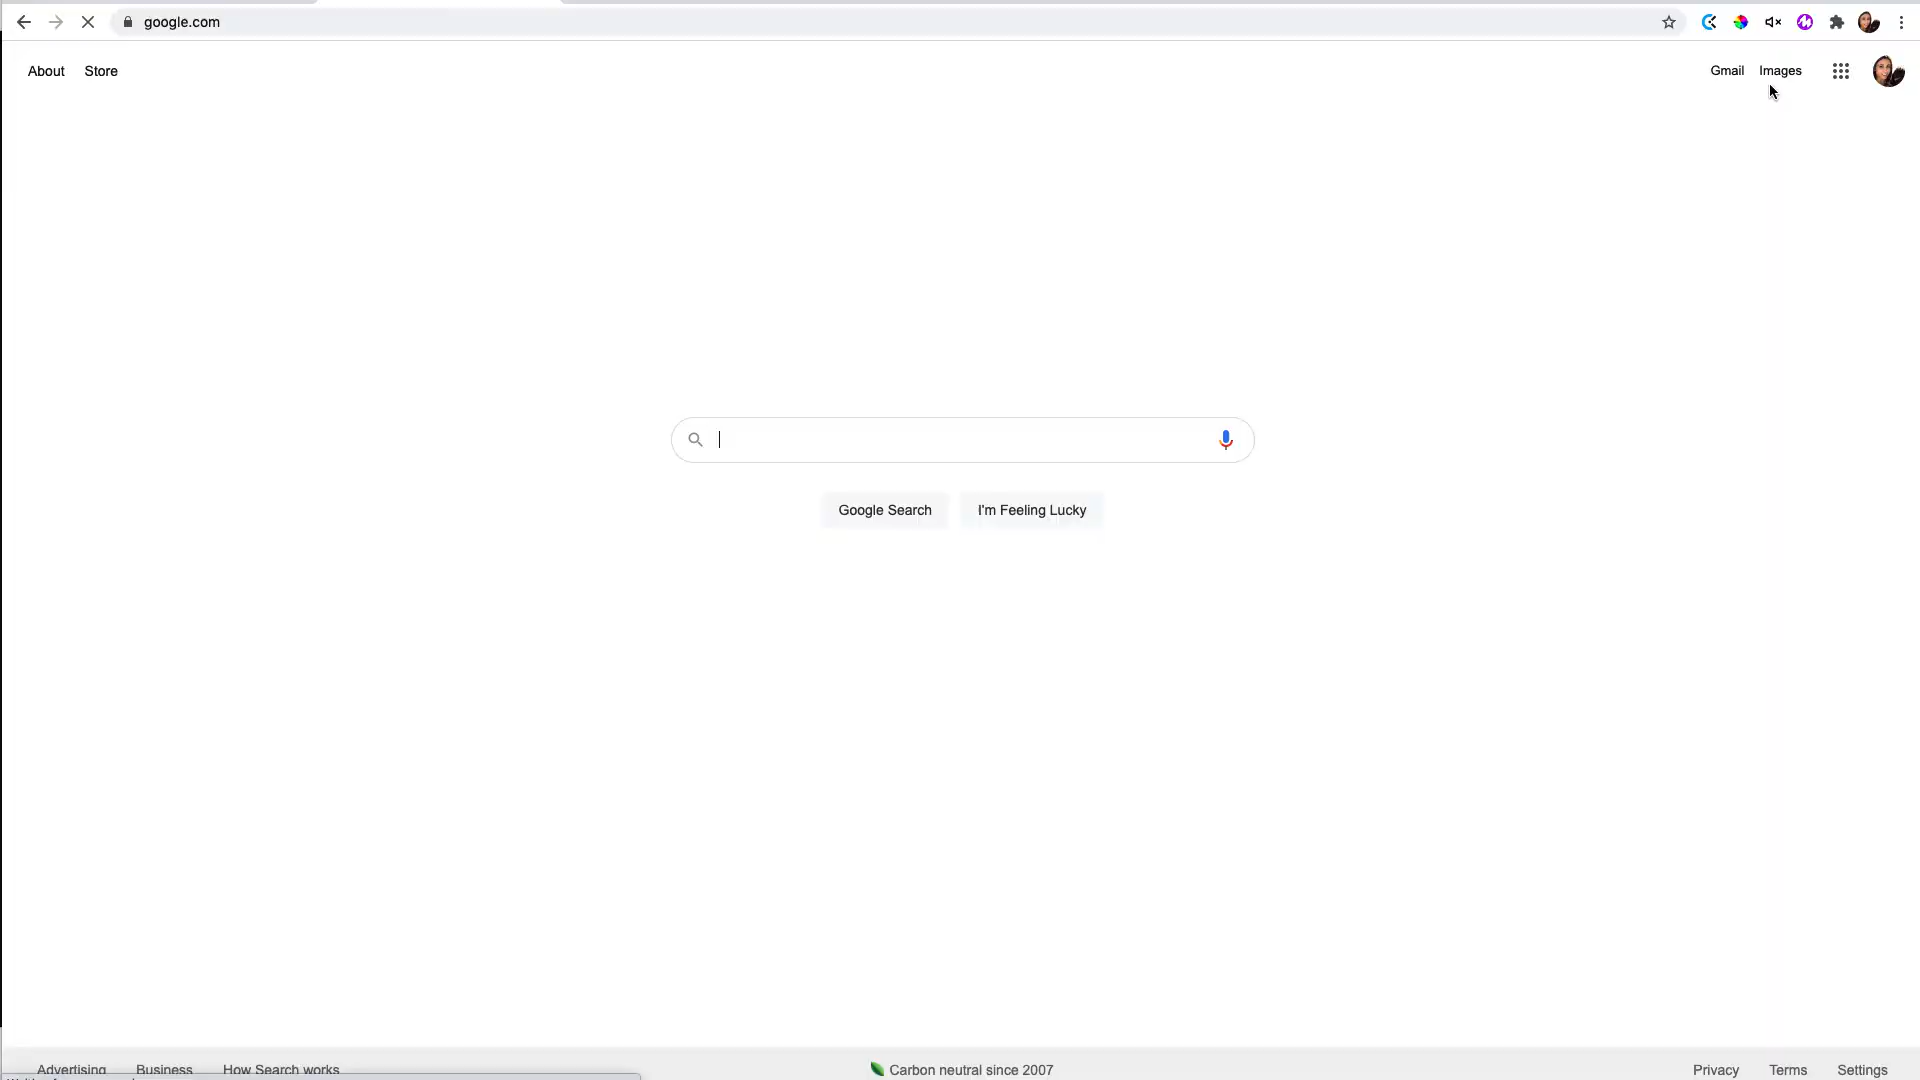 google.com
About Store
Gmail Images
Google Search I'm Feeling Lucky
Advertising Business How Search works
Carbon neutral since 2007
Privacy Terms Settings